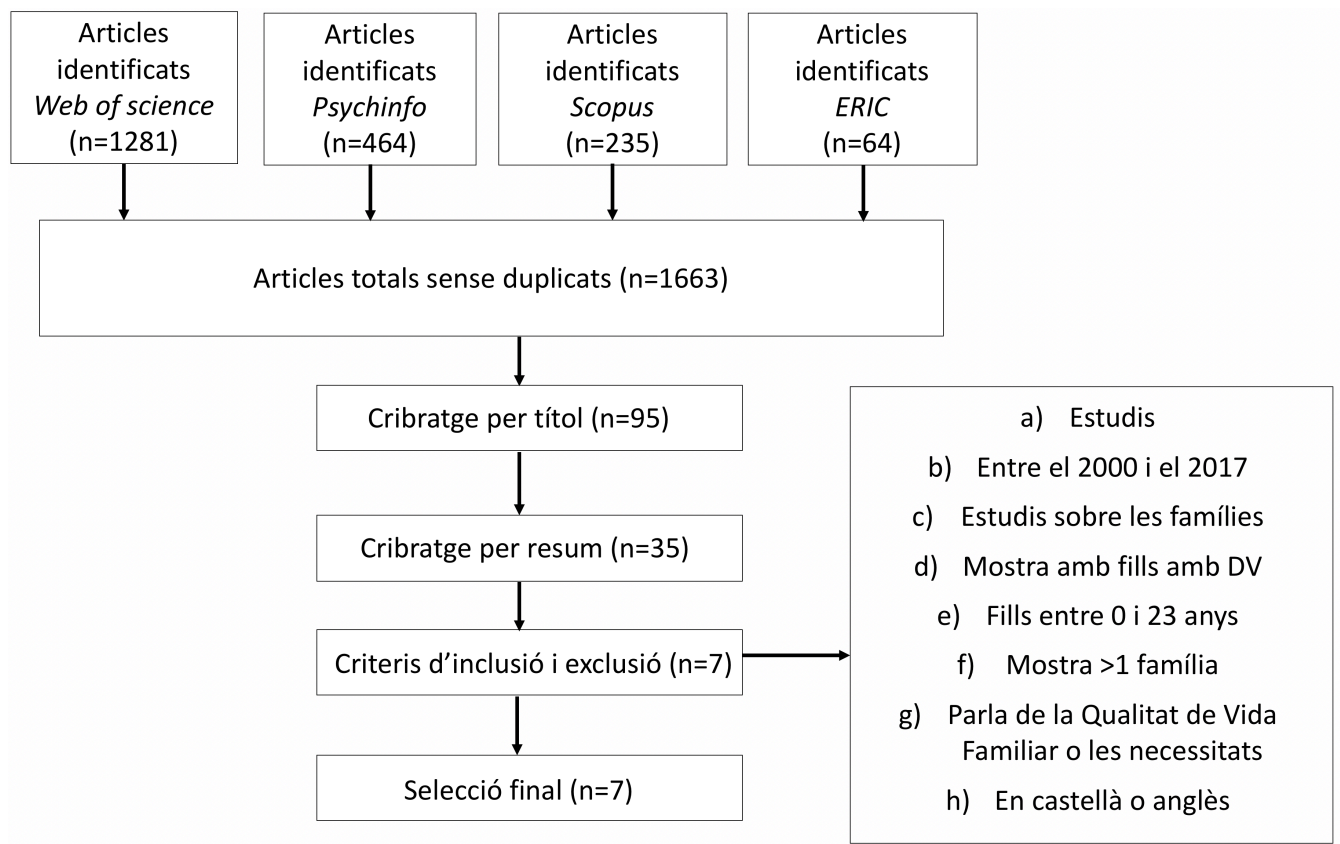 Articles
identificats
Web of science
(n=1281)
Articles
identificats
Psychinfo
(n=464)
Articles
identificats
Scopus
(n=235)
Articles
identificats
ERIC
(n=64)
Articles totals sense duplicats (n=1663)
Cribratge per títol (n=95)
Cribratge per resum (n=35)
Criteris d’inclusió i exclusió (n=7)
Selecció final (n=7)
a) Estudis
b) Entre el 2000 i el 2017
c) Estudis sobre les famílies
d) Mostra amb fills amb DV
e) Fills entre 0 i 23 anys
f) Mostra >1 família
g) Parla de la Qualitat de Vida
Familiar o les necessitats
h) En castellà o anglès